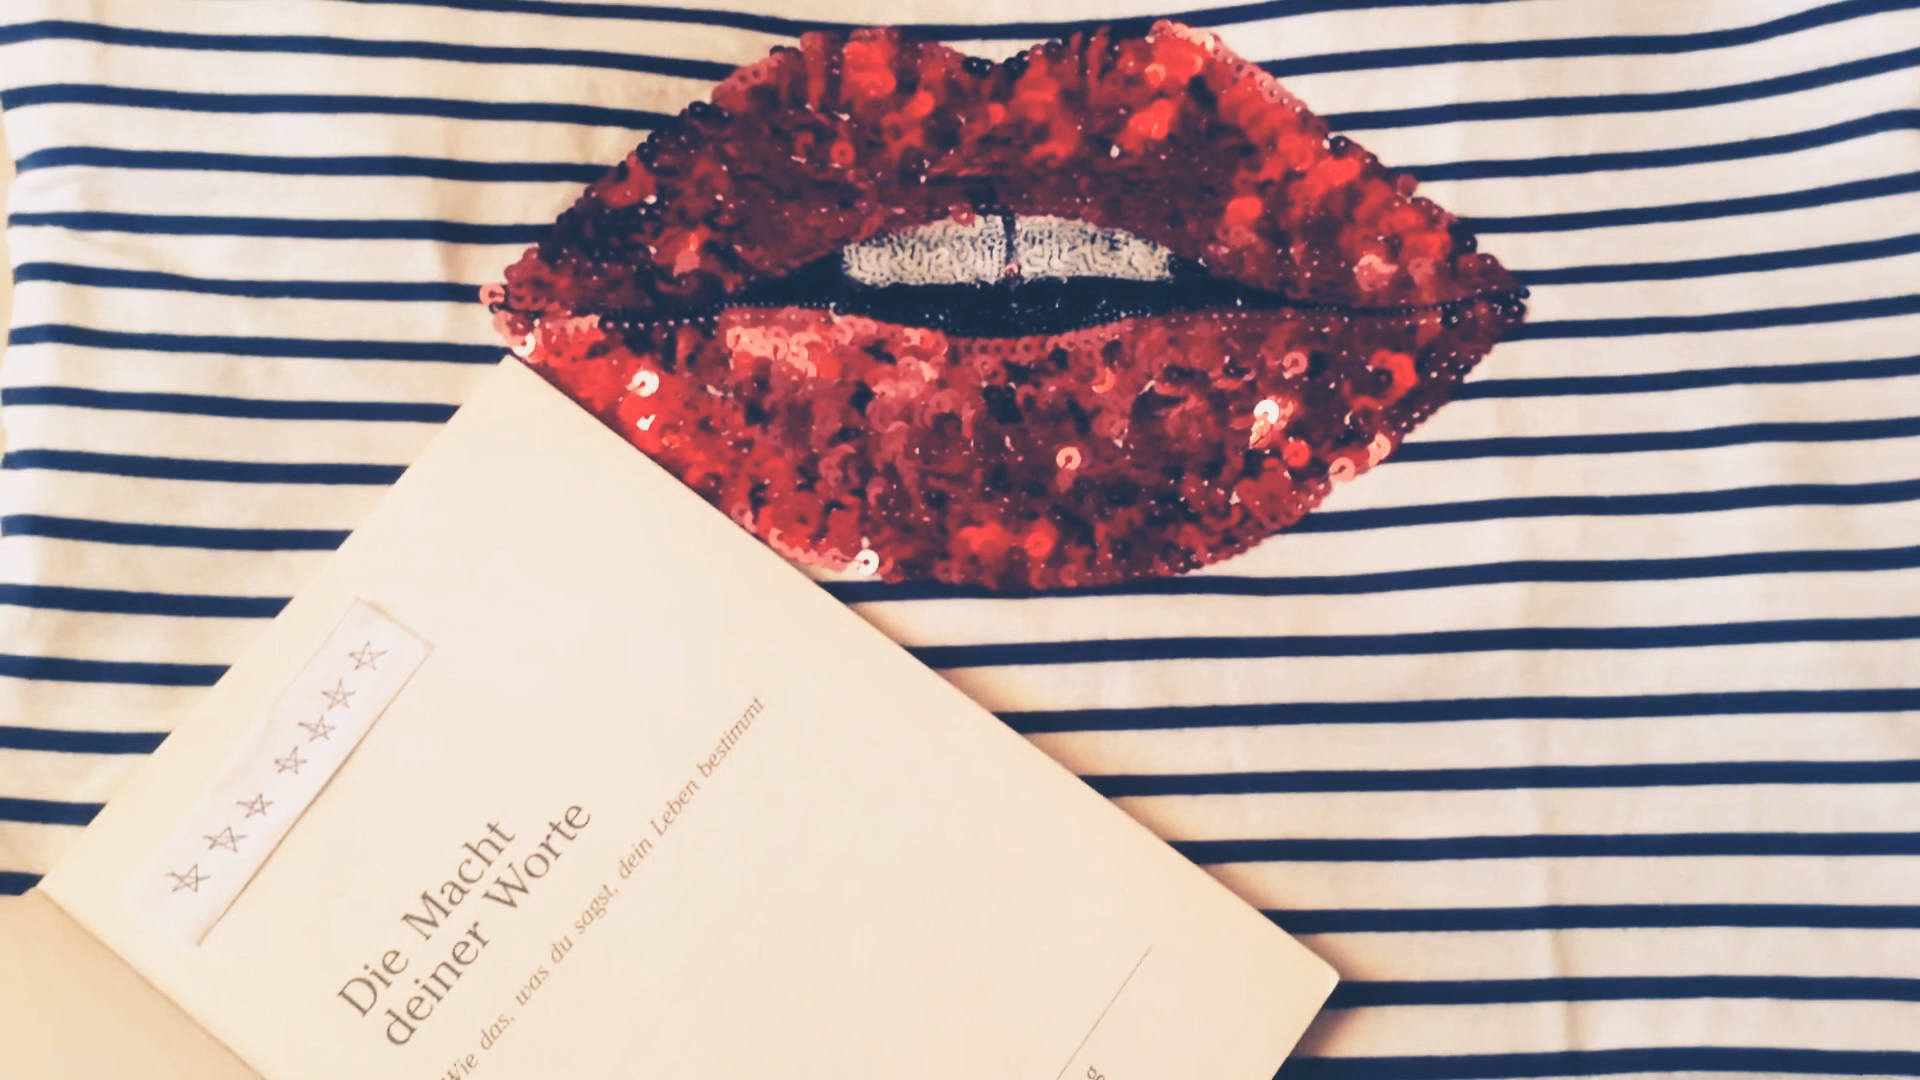 Die Macht
deiner Worte
Wie das, was du sagst, dein Leben bestimmt
g